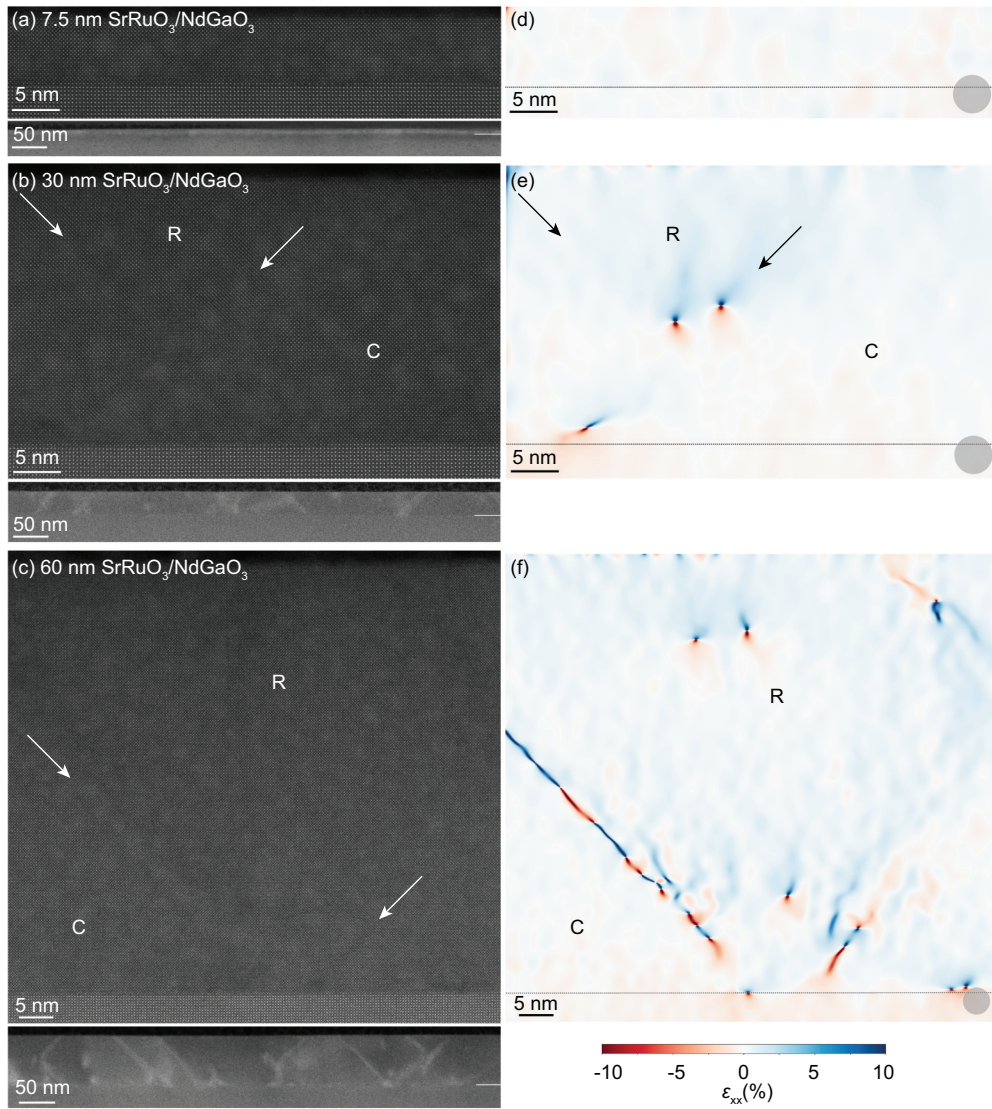 (a) 7.5 nm SrRuO₃/NdGaO₃
5 nm
50 nm
(d)
5 nm
(b) 30 nm SrRuO₃/NdGaO₃
R
C
5 nm
50 nm
(e)
R
C
5 nm
(c) 60 nm SrRuO₃/NdGaO₃
R
C
5 nm
50 nm
(f)
R
C
5 nm
-10 -5 0 5 10
εxx(%)